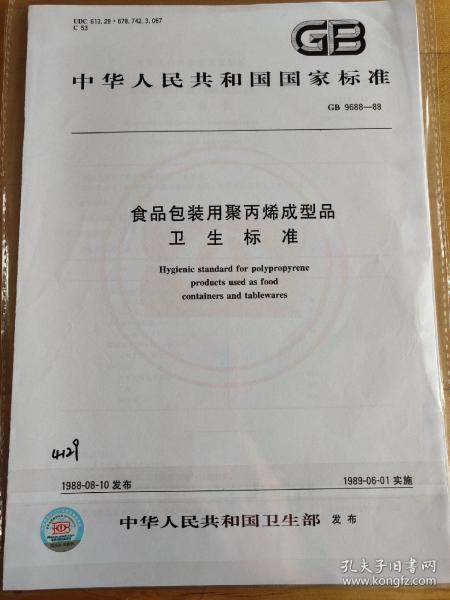 UDC 613.29·678.742.3.067
C 53
GB
中华人民共和国国家标准
GB 9688—88
食品包装用聚丙烯成型品
卫生标准
Hygienic standard for polypropyrene
products used as food
containers and tablewares
4129
1988-08-10 发布
1989-06-01 实施
中华人民共和国卫生部 发布
孔夫子旧书网
www.kongfz.com